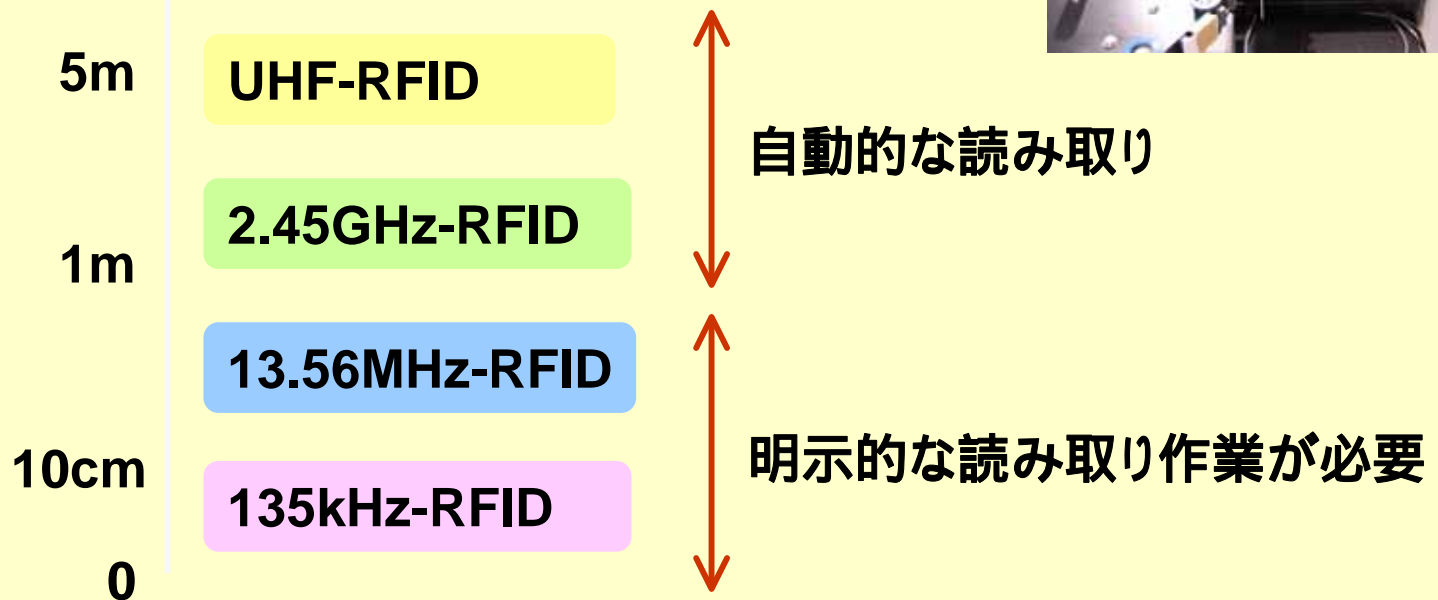 5m
UHF-RFID
自動的な読み取り
2.45GHz-RFID
1m
13.56MHz-RFID
明示的な読み取り作業が必要
10cm
135kHz-RFID
0